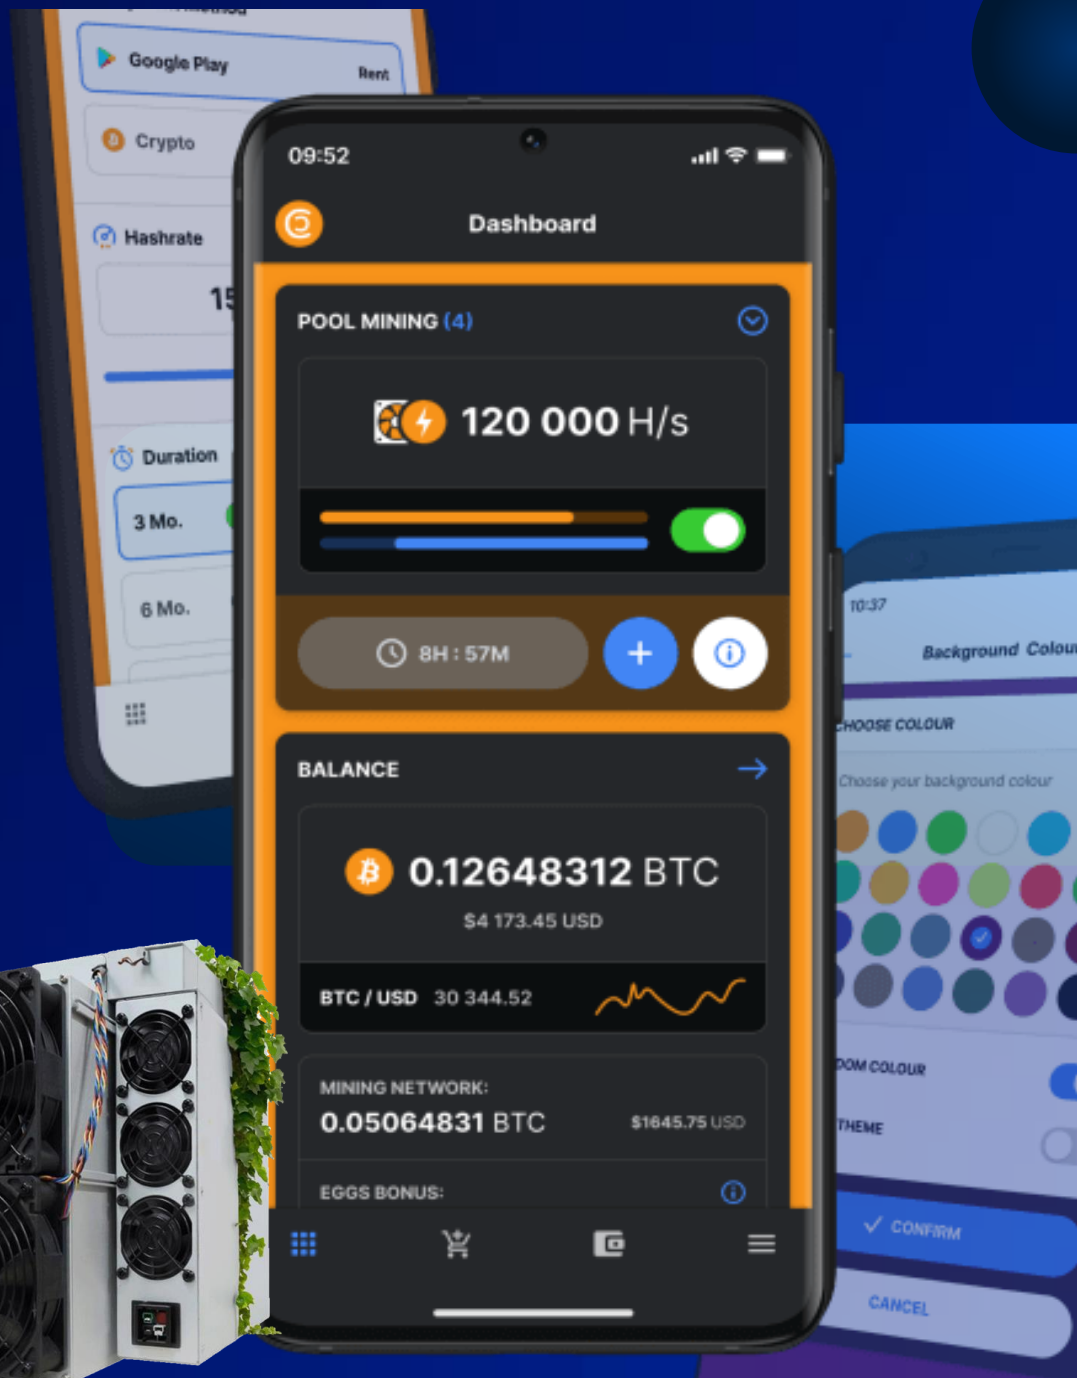 Google Play
Rent
Crypto
Hashrate
Duration
3 Mo.
6 Mo.
09:52
Dashboard
POOL MINING (4)
120 000 H/s
8H : 57M
BALANCE
0.12648312 BTC
$4 173.45 USD
BTC / USD 30 344.52
MINING NETWORK:
0.05064831 BTC
$1645.75 USD
EGGS BONUS:
10:37
Background Colou
CHOOSE COLOUR
Choose your background colour
DOM COLOUR
THEME
CONFIRM
CANCEL